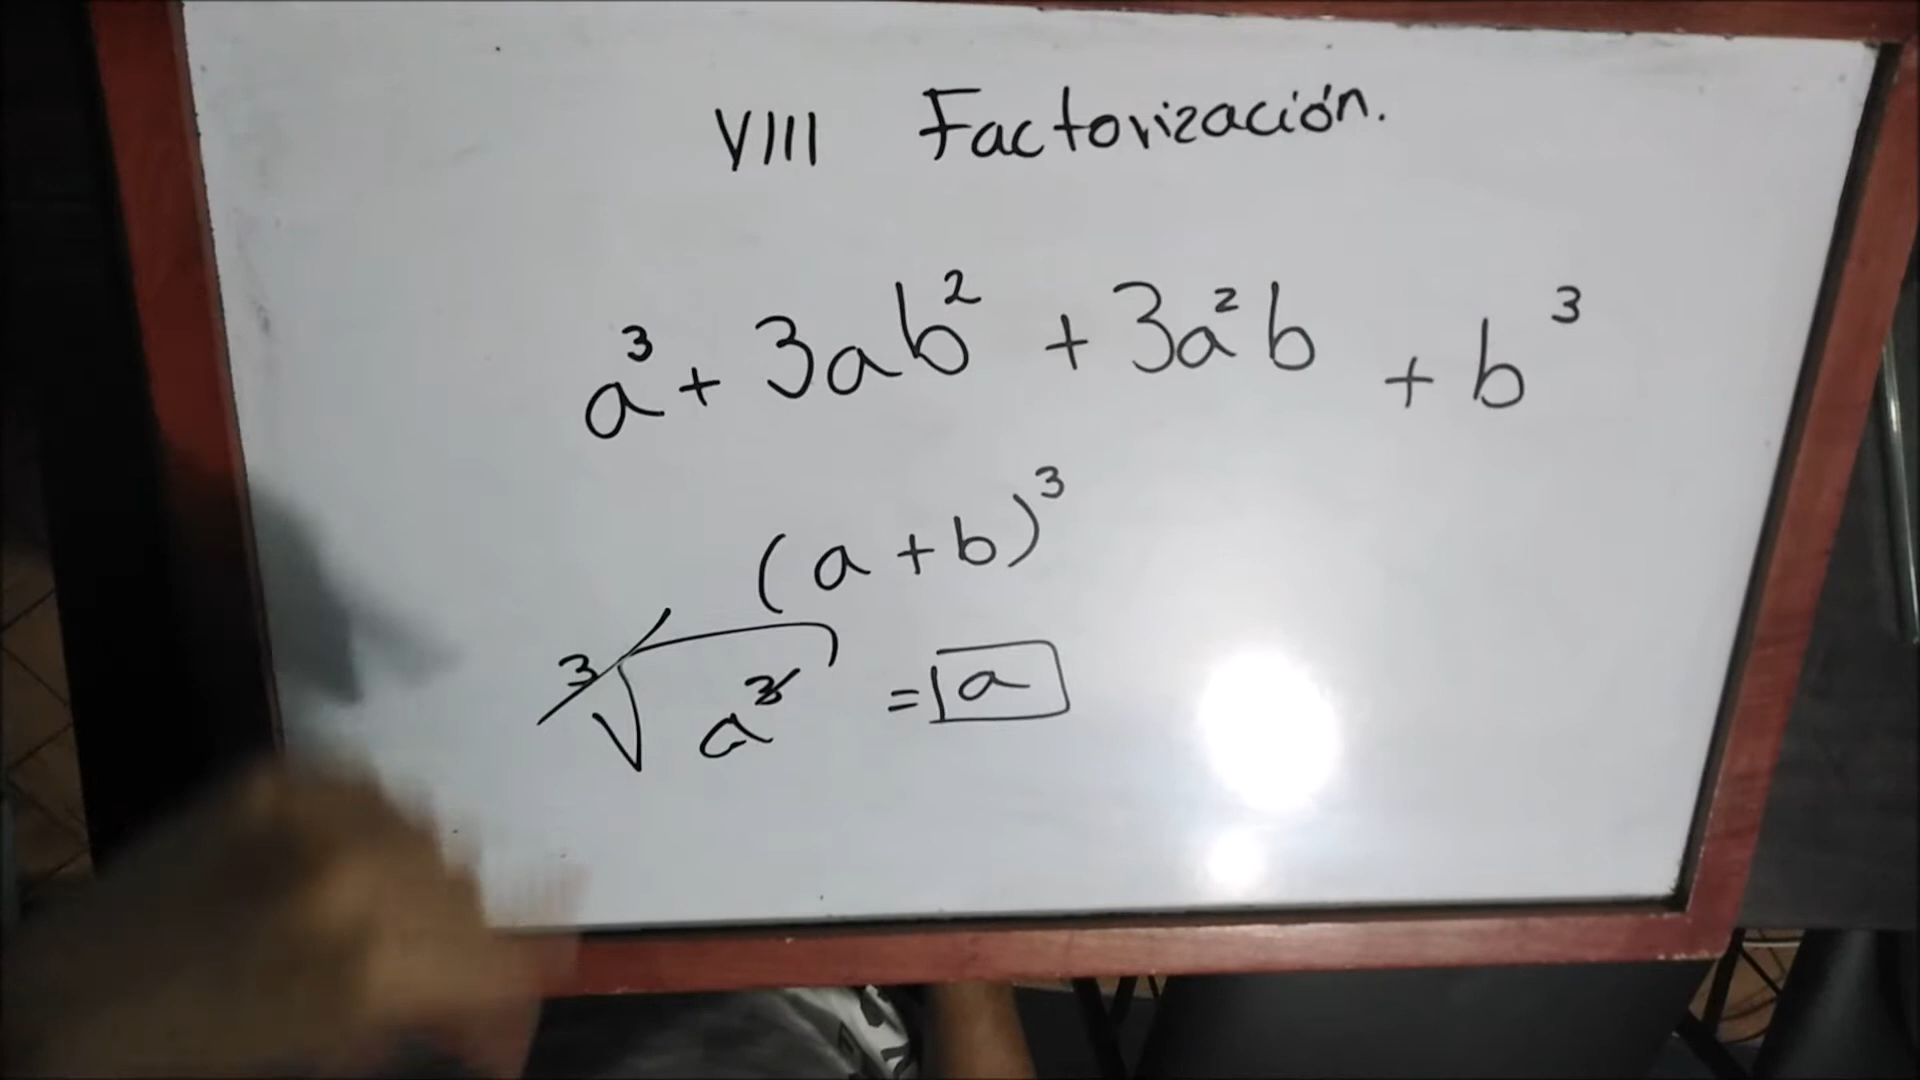 VIII Factorización.
a³ + 3ab² + 3a²b + b³
(a + b)³
∛a³ = a